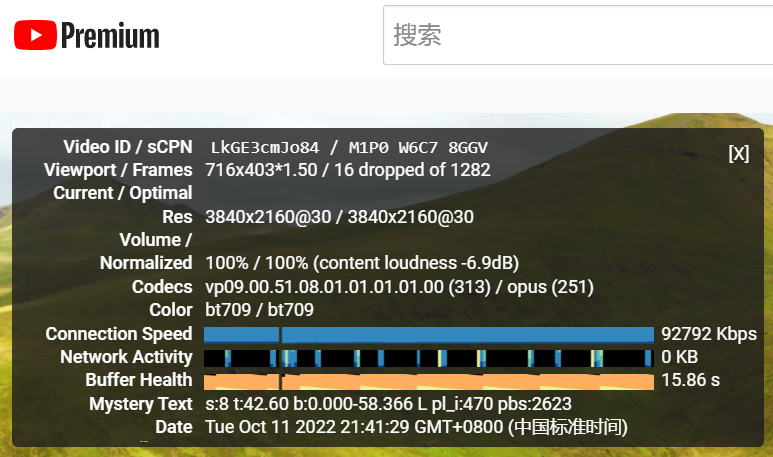 Premium
搜索
[X]
Video ID / sCPN LkGE3cmJo84 / M1P0 W6C7 8GGV
Viewport / Frames 716x403*1.50 / 16 dropped of 1282
Current / Optimal
Res 3840x2160@30 / 3840x2160@30
Volume /
Normalized 100% / 100% (content loudness -6.9dB)
Codecs vp09.00.51.08.01.01.01.01.00 (313) / opus (251)
Color bt709 / bt709
Connection Speed 92792 Kbps
Network Activity 0 KB
Buffer Health 15.86 s
Mystery Text s:8 t:42.60 b:0.000-58.366 L pl_i:470 pbs:2623
Date Tue Oct 11 2022 21:41:29 GMT+0800 (中国标准时间)